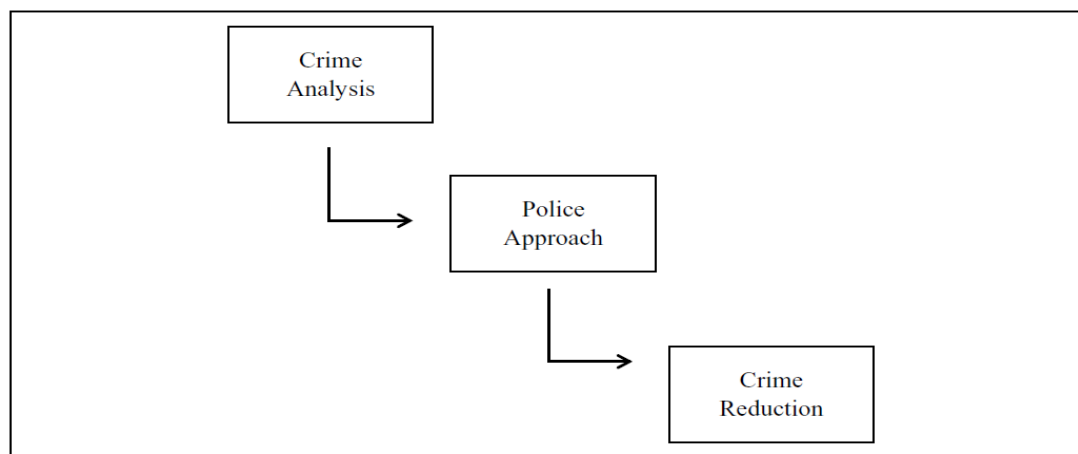 Crime
Analysis
Police
Approach
Crime
Reduction